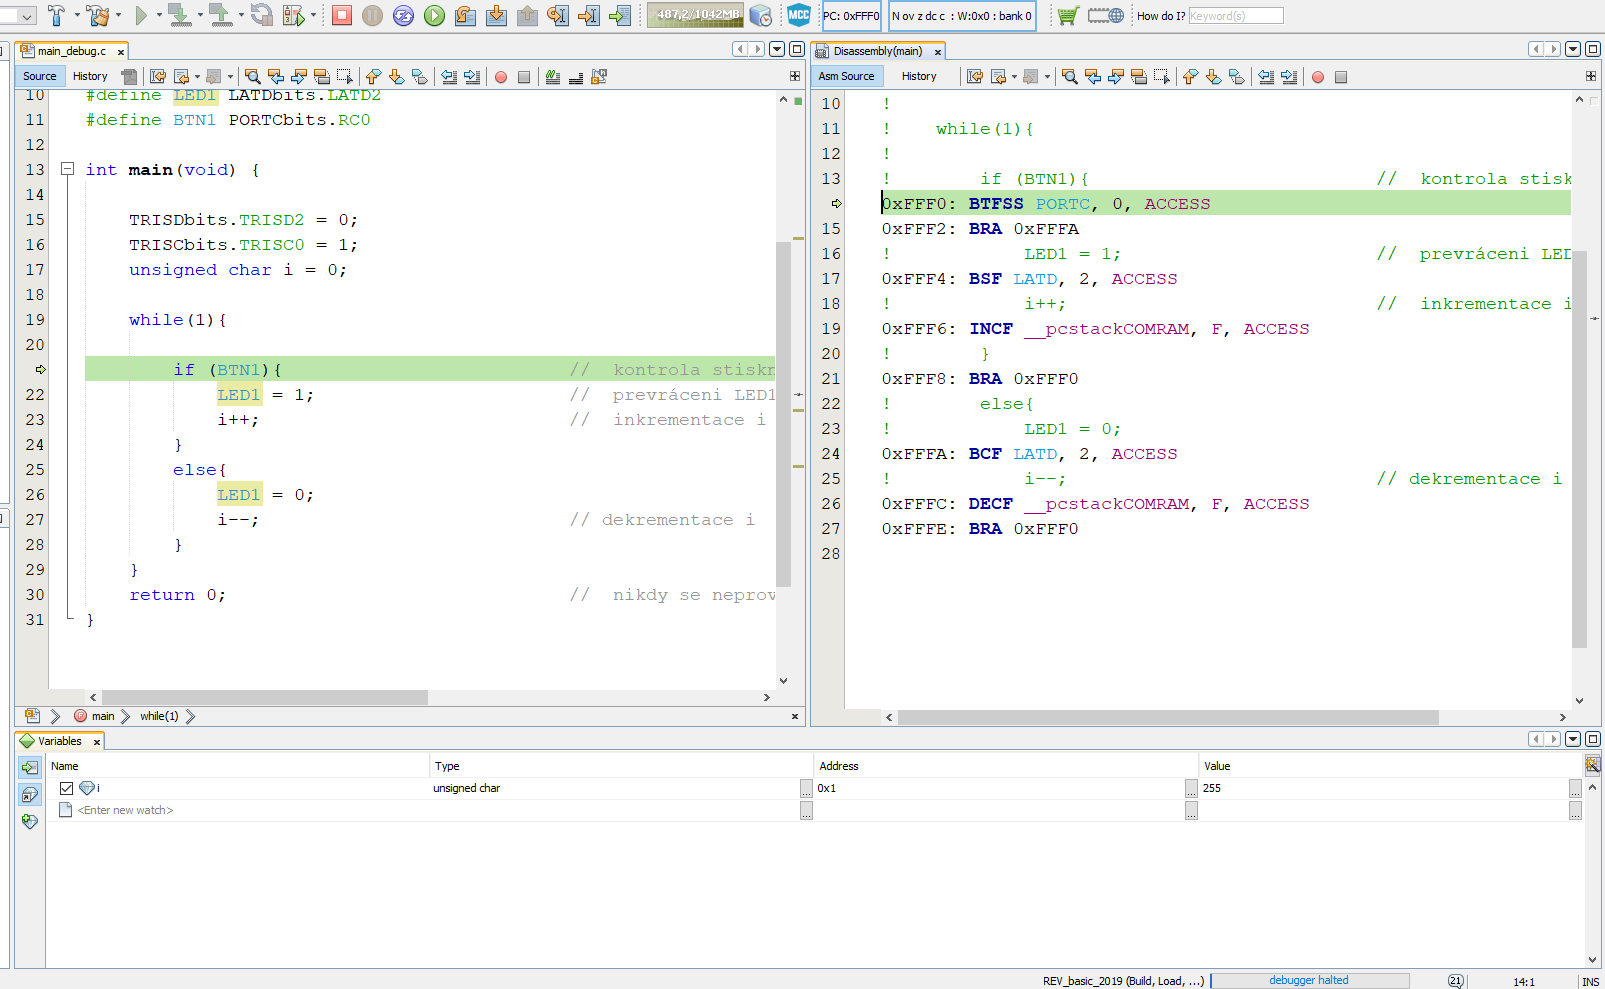 487,2/1042MB
MCC
PC: 0xFFF0
N ov z dc c : W:0x0 : bank 0
How do I? Keyword(s)
main_debug.c
Source History
10 #define LED1 LATDbits.LATD2
11 #define BTN1 PORTCbits.RC0
12
13 int main(void) {
14
15 TRISDbits.TRISD2 = 0;
16 TRISCbits.TRISC0 = 1;
17 unsigned char i = 0;
18
19 while(1){
20
if (BTN1){ // kontrola stiskn
22 LED1 = 1; // prevráceni LED1
23 i++; // inkrementace i
24 }
25 else{
26 LED1 = 0;
27 i--; // dekrementace i
28 }
29 }
30 return 0; // nikdy se neprov
31 }
main while(1)
Disassembly(main)
Asm Source History
10 !
11 ! while(1){
12 !
13 ! if (BTN1){ // kontrola stisk
0xFFF0: BTFSS PORTC, 0, ACCESS
15 0xFFF2: BRA 0xFFFA
16 ! LED1 = 1; // prevráceni LED
17 0xFFF4: BSF LATD, 2, ACCESS
18 ! i++; // inkrementace i
19 0xFFF6: INCF __pcstackCOMRAM, F, ACCESS
20 ! }
21 0xFFF8: BRA 0xFFF0
22 ! else{
23 ! LED1 = 0;
24 0xFFFA: BCF LATD, 2, ACCESS
25 ! i--; // dekrementace i
26 0xFFFC: DECF __pcstackCOMRAM, F, ACCESS
27 0xFFFE: BRA 0xFFF0
28
Variables
Name Type Address Value
i unsigned char ... 0x1 ... 255 ...
<Enter new watch> ... ... ...
REV_basic_2019 (Build, Load, ...) debugger halted 21 14:1 INS